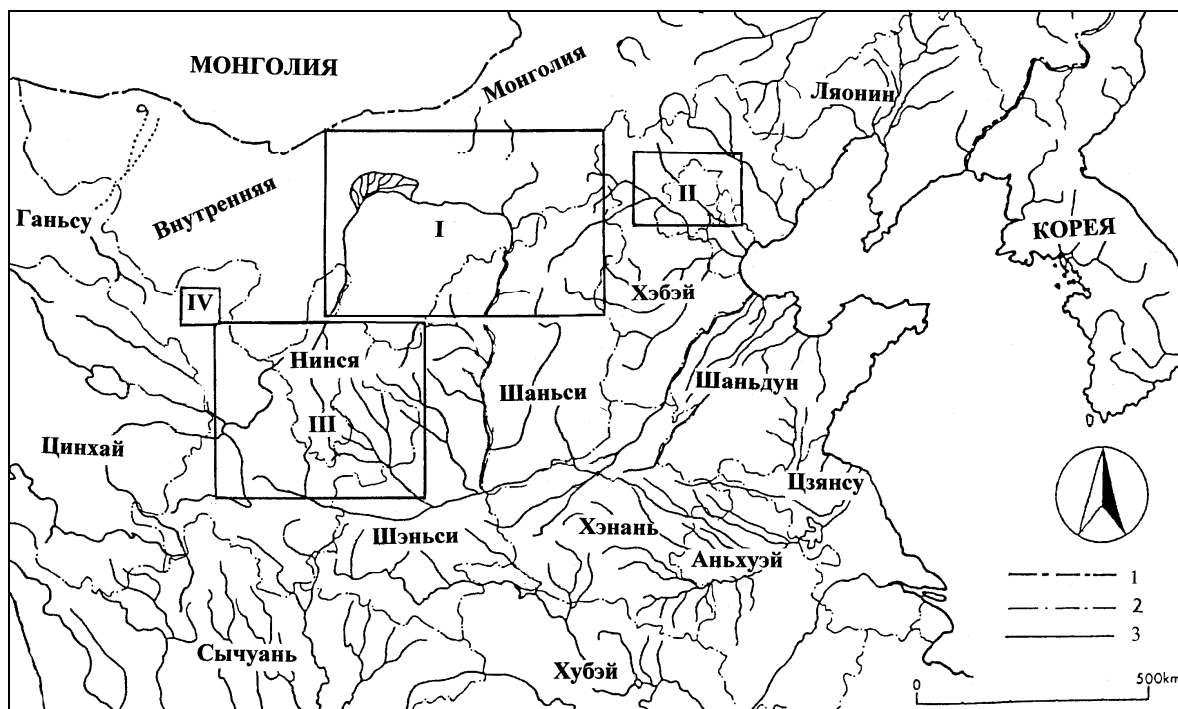 МОНГОЛИЯ
Монголия
Ляонин
Ганьсу
Внутренняя
I
II
КОРЕЯ
IV
Хэбэй
Нинся
Шаньси
Шаньдун
III
Цинхай
Цзянсу
Шэньси
Хэнань
Аньхуэй
1
2
3
Сычуань
Хубэй
0
500km